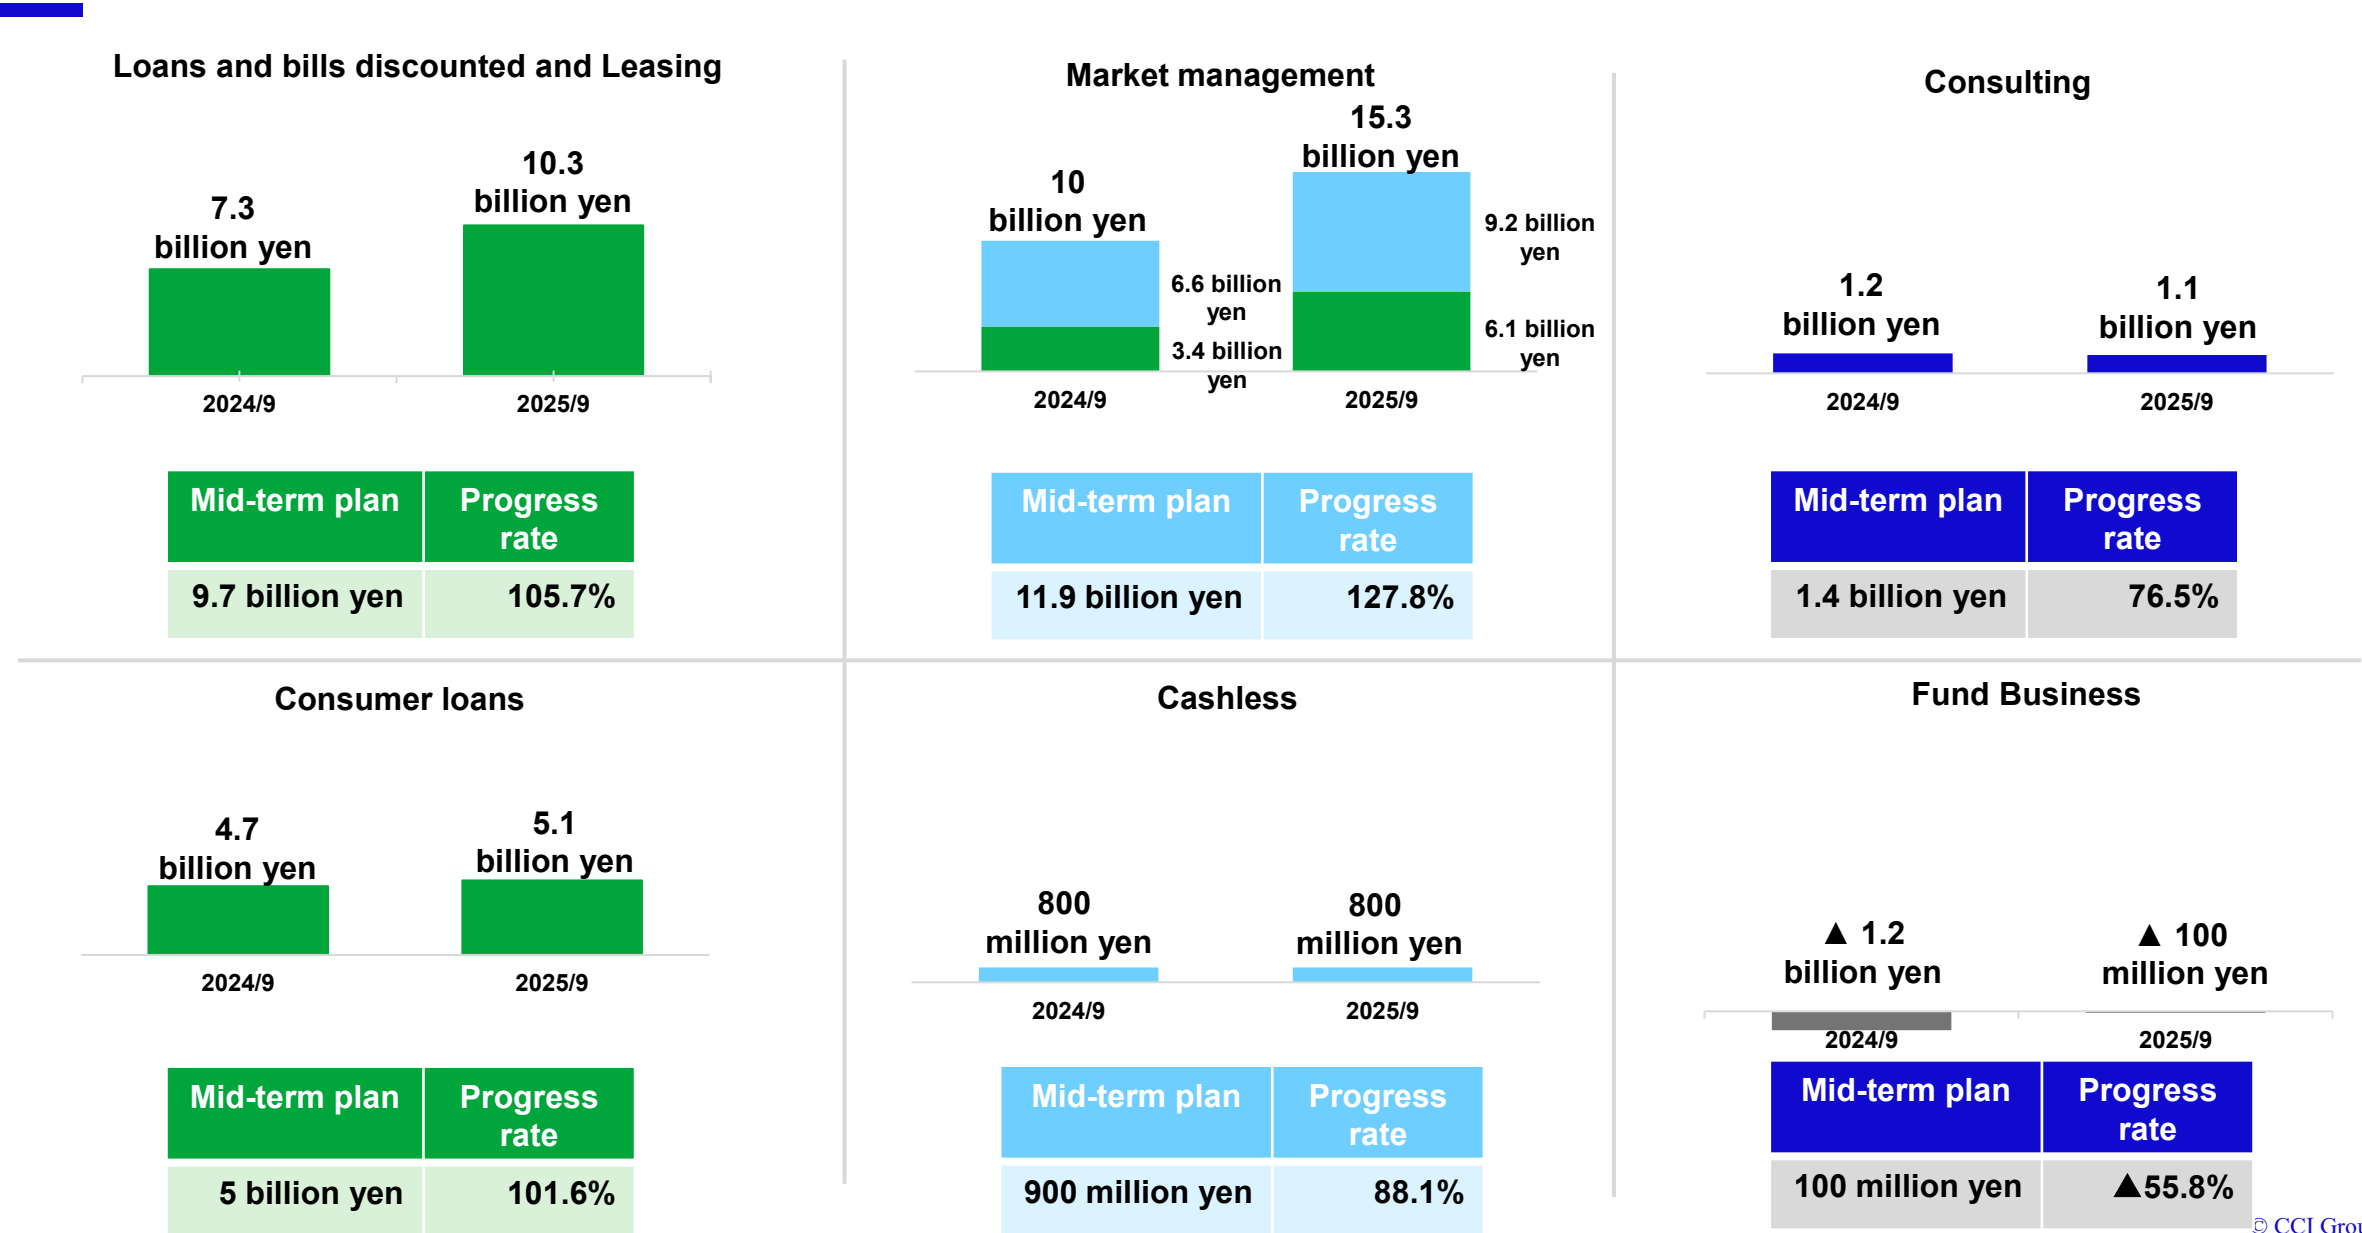 Loans and bills discounted and Leasing
7.3
billion yen
10.3
billion yen
2024/9
2025/9
Mid-term plan
Progress
rate
9.7 billion yen
105.7%
Market management
10
billion yen
15.3
billion yen
6.6 billion
yen
3.4 billion
yen
9.2 billion
yen
6.1 billion
yen
2024/9
2025/9
Mid-term plan
Progress
rate
11.9 billion yen
127.8%
Consulting
1.2
billion yen
1.1
billion yen
2024/9
2025/9
Mid-term plan
Progress
rate
1.4 billion yen
76.5%
Consumer loans
4.7
billion yen
5.1
billion yen
2024/9
2025/9
Mid-term plan
Progress
rate
5 billion yen
101.6%
Cashless
800
million yen
800
million yen
2024/9
2025/9
Mid-term plan
Progress
rate
900 million yen
88.1%
Fund Business
▲ 1.2
billion yen
▲ 100
million yen
2024/9
2025/9
Mid-term plan
Progress
rate
100 million yen
▲55.8%
© CCI Grou